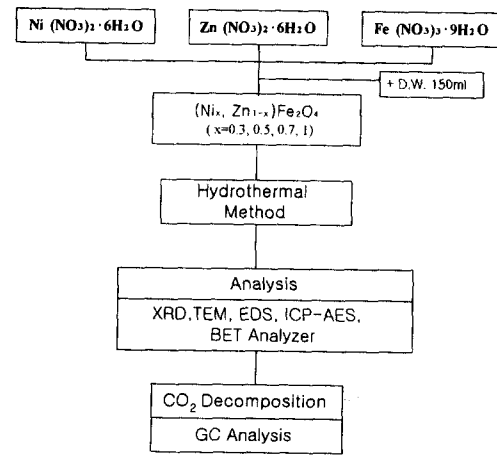 Ni (NO₃)₂·6H₂O
Zn (NO₃)₂·6H₂O
Fe (NO₃)₃·9H₂O
+ D.W. 150ml
(Niₓ, Zn₁₋ₓ)Fe₂O₄
( x=0.3, 0.5, 0.7, 1)
Hydrothermal
Method
Analysis
XRD,TEM, EDS, ICP-AES,
BET Analyzer
CO₂ Decomposition
GC Analysis